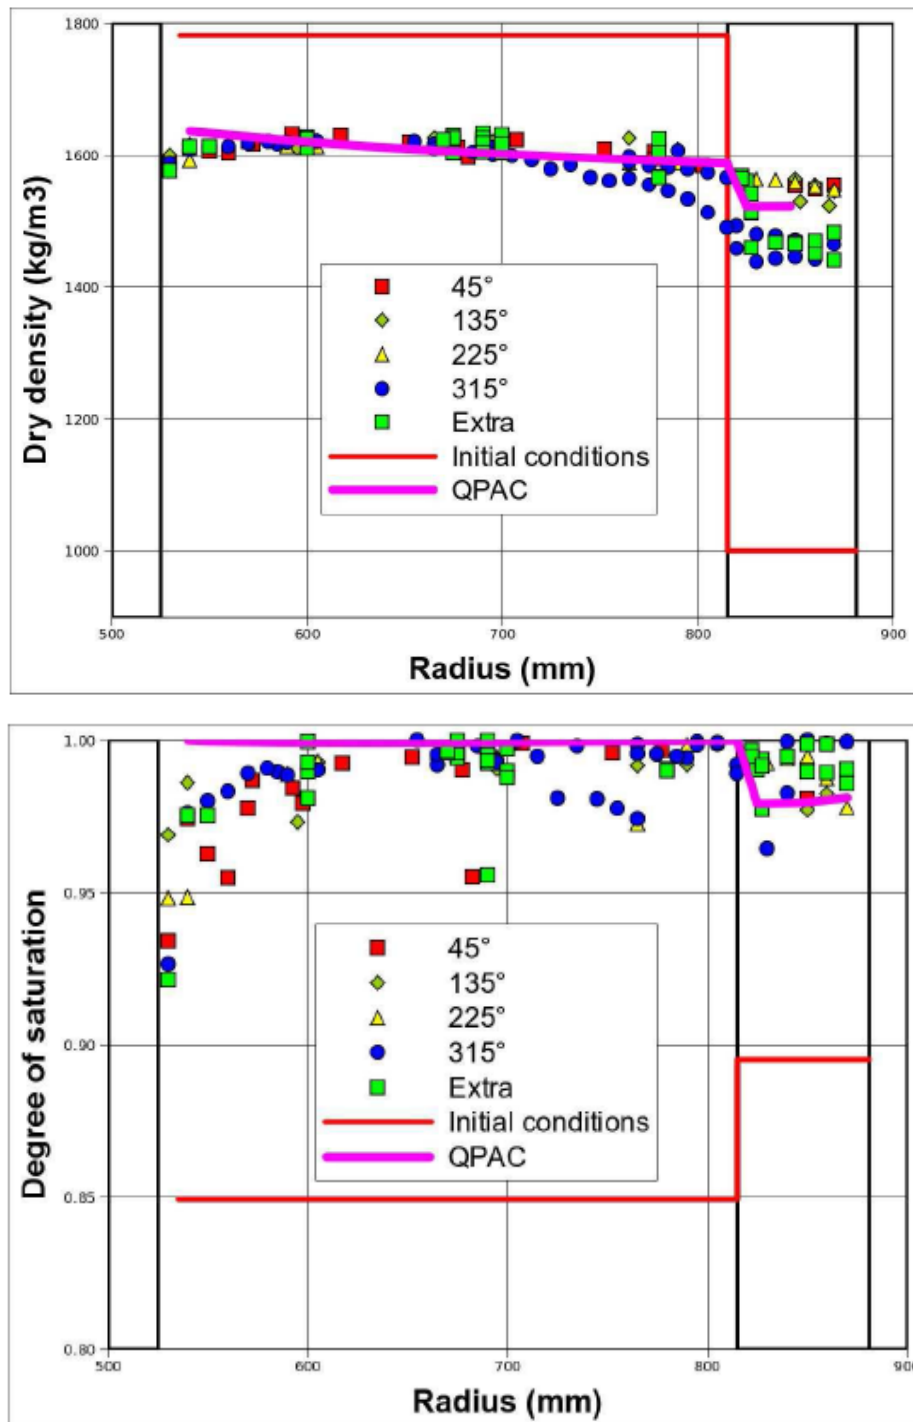 1800
1600
1400
1200
1000
Dry density (kg/m3)
45°
135°
225°
315°
Extra
Initial conditions
QPAC
500
600
700
800
900
Radius (mm)
1.00
0.95
0.90
0.85
0.80
Degree of saturation
45°
135°
225°
315°
Extra
Initial conditions
QPAC
500
600
700
800
900
Radius (mm)